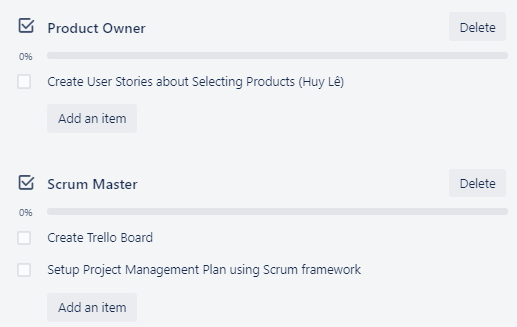 Product Owner
Delete
0%
Create User Stories about Selecting Products (Huy Lê)
Add an item
Scrum Master
Delete
0%
Create Trello Board
Setup Project Management Plan using Scrum framework
Add an item